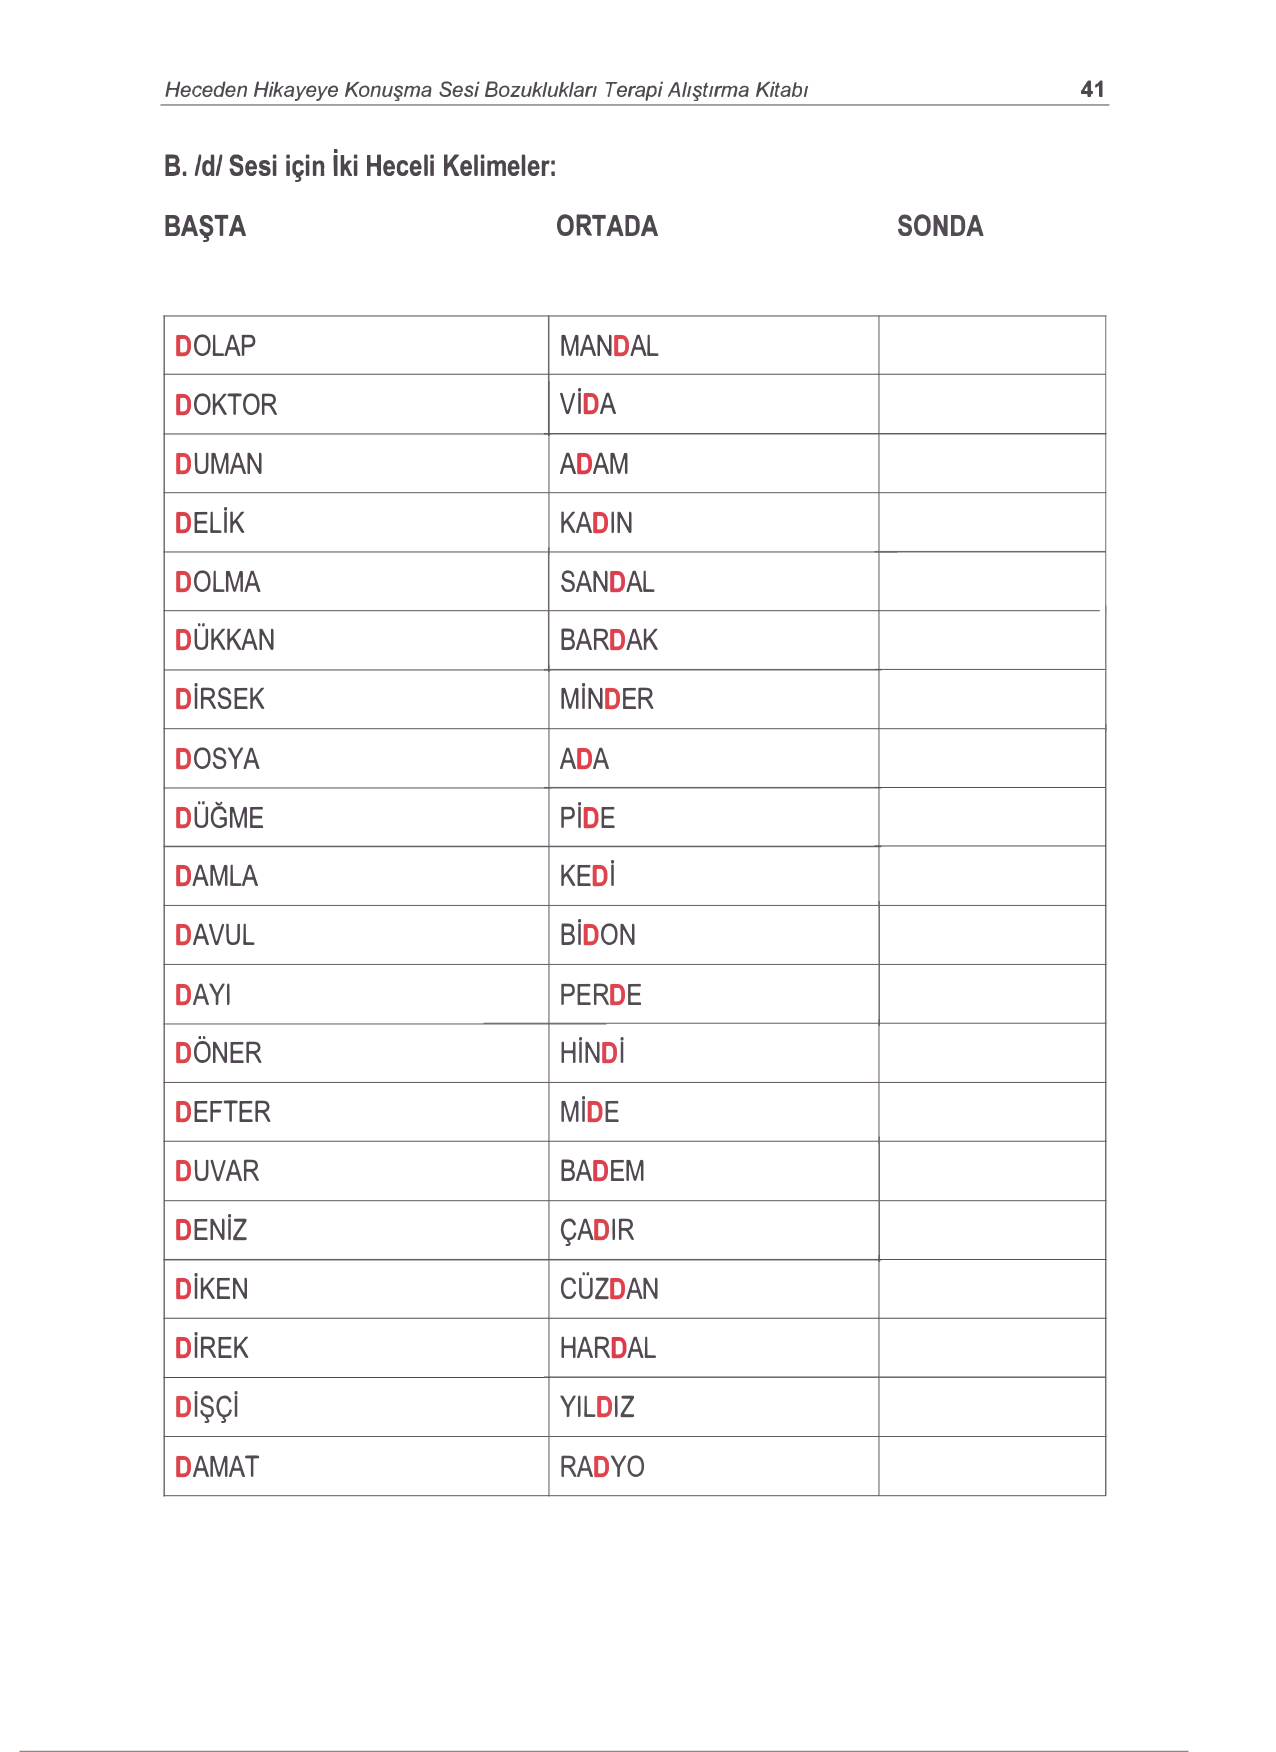 Heceden Hikayeye Konuşma Sesi Bozuklukları Terapi Alıştırma Kitabı 41
B. /d/ Sesi için İki Heceli Kelimeler:
BAŞTA ORTADA SONDA
DOLAP MANDAL
DOKTOR VİDA
DUMAN ADAM
DELİK KADIN
DOLMA SANDAL
DÜKKAN BARDAK
DİRSEK MİNDER
DOSYA ADA
DÜĞME PİDE
DAMLA KEDİ
DAVUL BİDON
DAYI PERDE
DÖNER HİNDİ
DEFTER MİDE
DUVAR BADEM
DENİZ ÇADIR
DİKEN CÜZDAN
DİREK HARDAL
DİŞÇİ YILDIZ
DAMAT RADYO